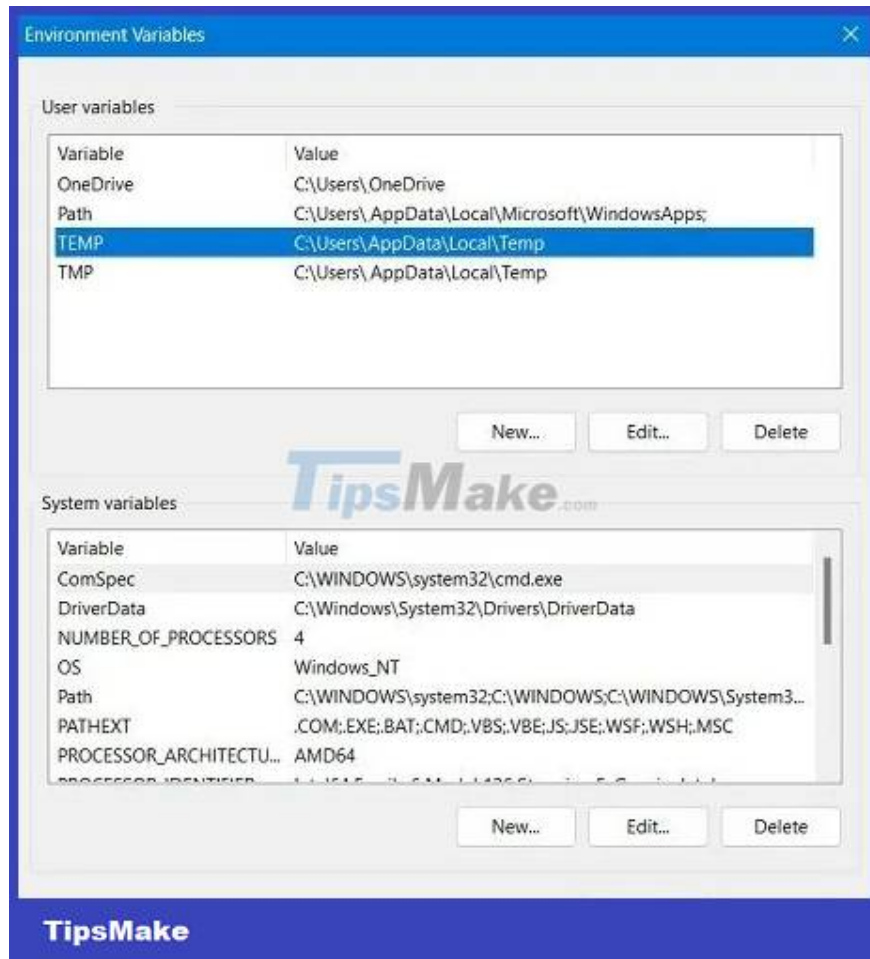 Environment Variables
User variables
Variable Value
OneDrive C:\Users\ OneDrive
Path C:\Users\ AppData\Local\Microsoft\WindowsApps;
TEMP C:\Users\AppData\Local\Temp
TMP C:\Users\ AppData\Local\Temp
New... Edit... Delete
TipsMake.com
System variables
Variable Value
ComSpec C:\WINDOWS\system32\cmd.exe
DriverData C:\Windows\System32\Drivers\DriverData
NUMBER_OF_PROCESSORS 4
OS Windows_NT
Path C:\WINDOWS\system32;C:\WINDOWS;C:\WINDOWS\System3...
PATHEXT .COM;.EXE;.BAT;.CMD;.VBS;.VBE;.JS;.JSE;.WSF;.WSH;.MSC
PROCESSOR_ARCHITECTU... AMD64
New... Edit... Delete
TipsMake